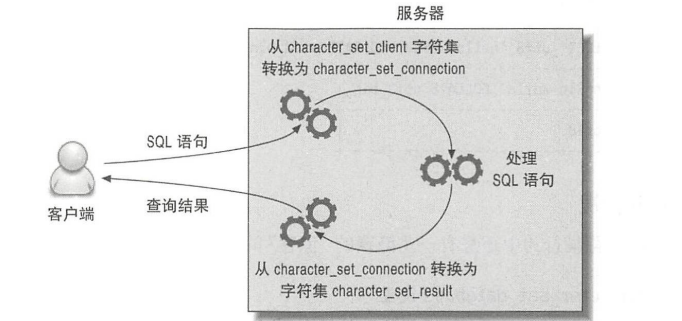 服务器
从 character_set_client 字符集
转换为 character_set_connection
SQL 语句
处理
SQL 语句
客户端
查询结果
从 character_set_connection 转换为
字符集 character_set_result